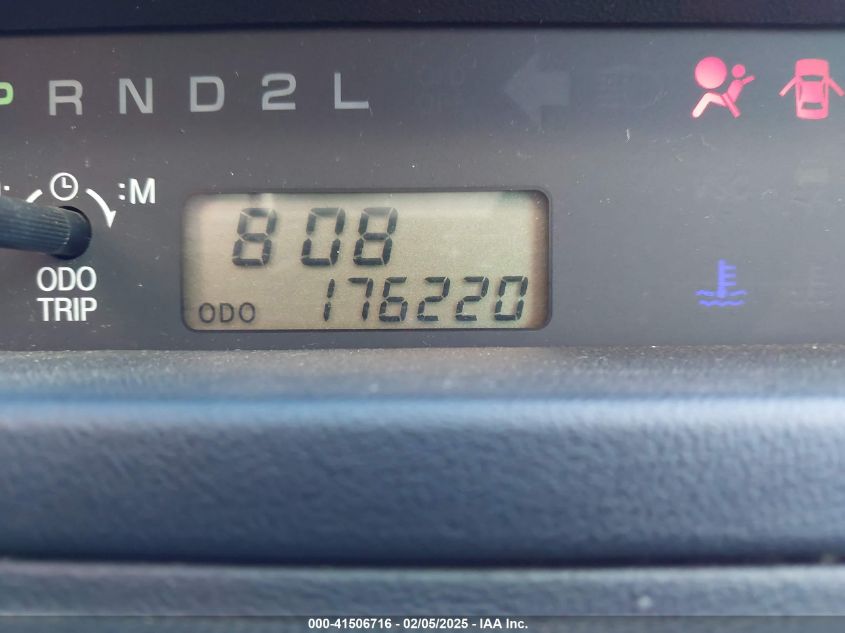 P R N D 2 L
:M
808
ODO
TRIP
ODO 176220
000-41506716 - 02/05/2025 - IAA Inc.